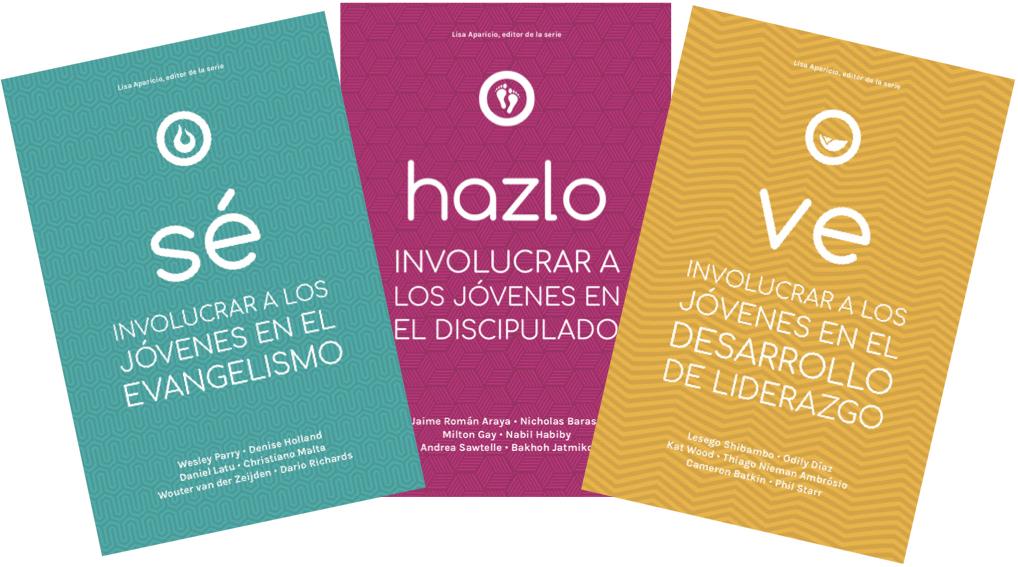 Lisa Aparicio, editor de la serie
sé
INVOLUCRAR A LOS
JÓVENES EN EL
EVANGELISMO
Wesley Parry • Denise Holland
Daniel Latu • Christiano Malta
Wouter van der Zeijden • Dario Richards
Lisa Aparicio, editor de la serie
hazlo
INVOLUCRAR A
LOS JÓVENES EN
EL DISCIPULADO
Jaime Román Araya • Nicholas Baras
Milton Gay • Nabil Habiby
Andrea Sawtelle • Bakhoh Jatmiko
Lisa Aparicio, editor de la serie
ve
INVOLUCRAR A LOS
JÓVENES EN EL
DESARROLLO
DE LIDERAZGO
Lesego Shibambo • Odily Díaz
Kat Wood • Thiago Nieman Ambrósio
Cameron Batkin • Phil Starr